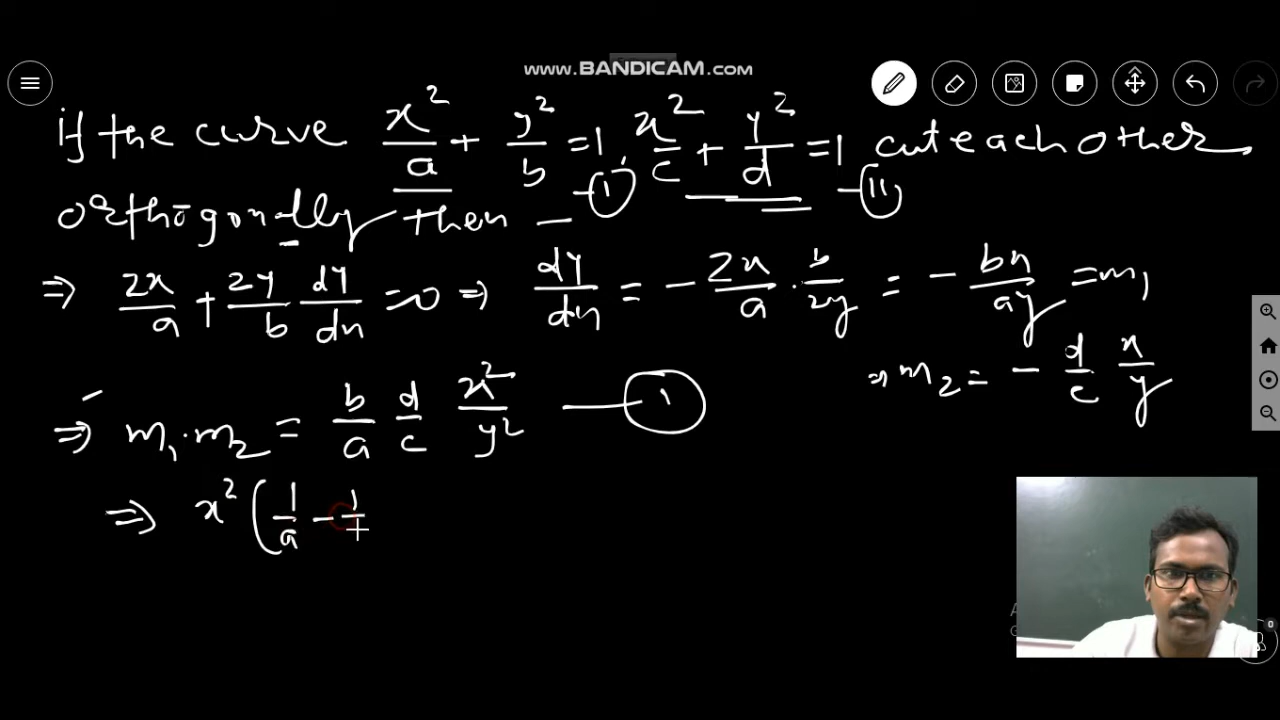 www.BANDICAM.com
If the curve x²/a + y²/b = 1, x²/c + y²/d = 1 cut each other
orthogonally then — -(I) -(II)
⇒ 2x/a + 2y/b dy/dx = 0 ⇒ dy/dx = - 2x/a · b/2y = - bx/ay = m₁
⇒ m₂ = - d/c x/y
⇒ m₁·m₂ = b/a d/c x²/y² — (1)
⇒ x² (1/a - 1/